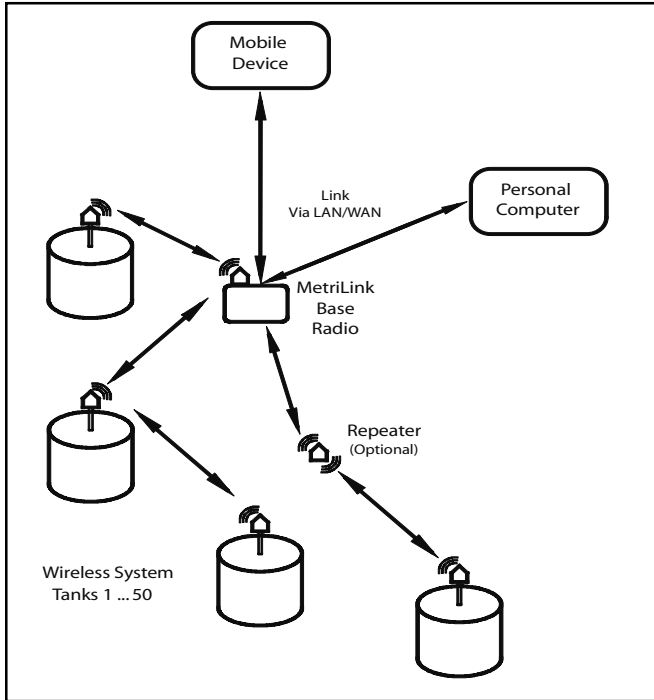 Mobile
Device
Link
Via LAN/WAN
Personal
Computer
MetriLink
Base
Radio
Repeater
(Optional)
Wireless System
Tanks 1 ... 50